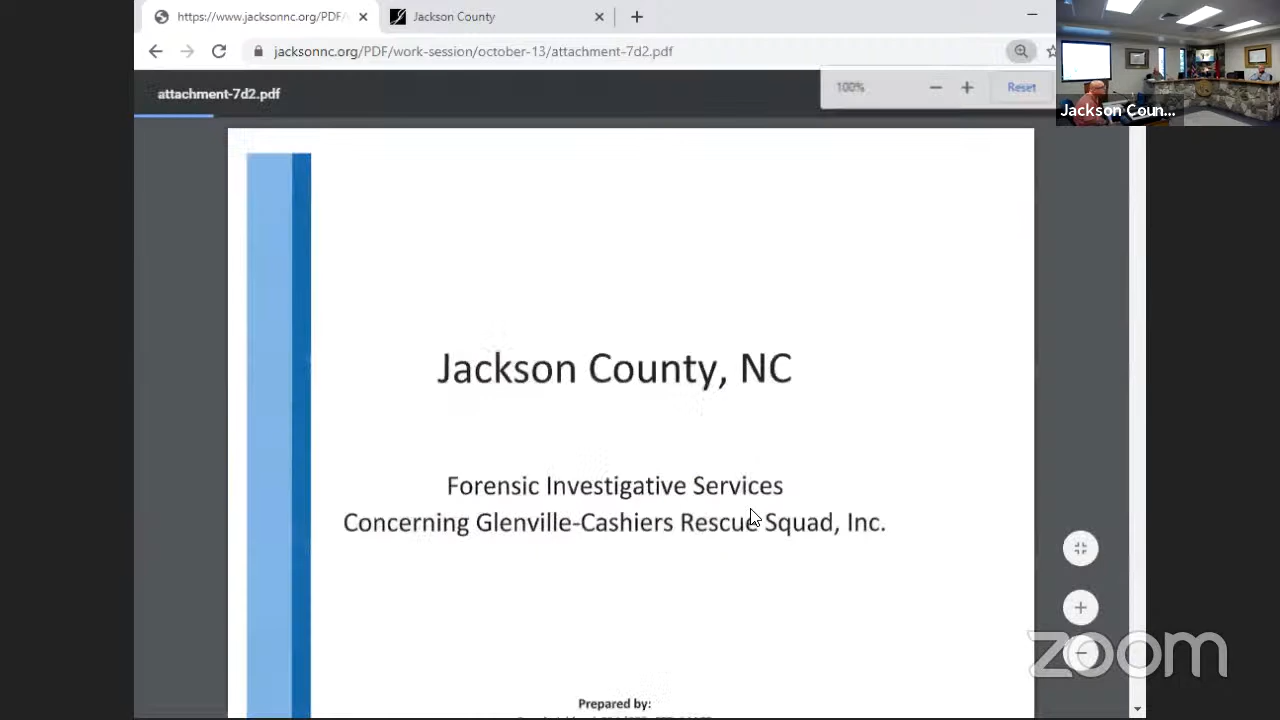 https://www.jacksonnc.org/PDF/
Jackson County
jacksonnc.org/PDF/work-session/october-13/attachment-7d2.pdf
attachment-7d2.pdf
100%
Reset
Jackson Coun...
Jackson County, NC
Forensic Investigative Services
Concerning Glenville-Cashiers Rescue Squad, Inc.
Prepared by:
zoom